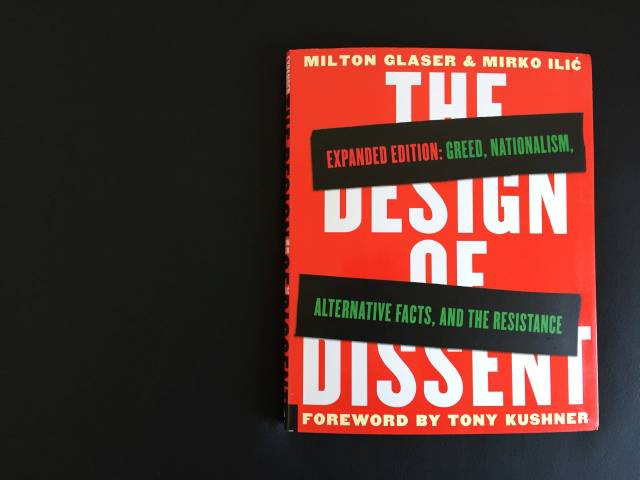 MILTON GLASER & MIRKO ILIĆ
THE
EXPANDED EDITION: GREED, NATIONALISM,
DESIGN
OF
ALTERNATIVE FACTS, AND THE RESISTANCE
DISSENT
FOREWORD BY TONY KUSHNER